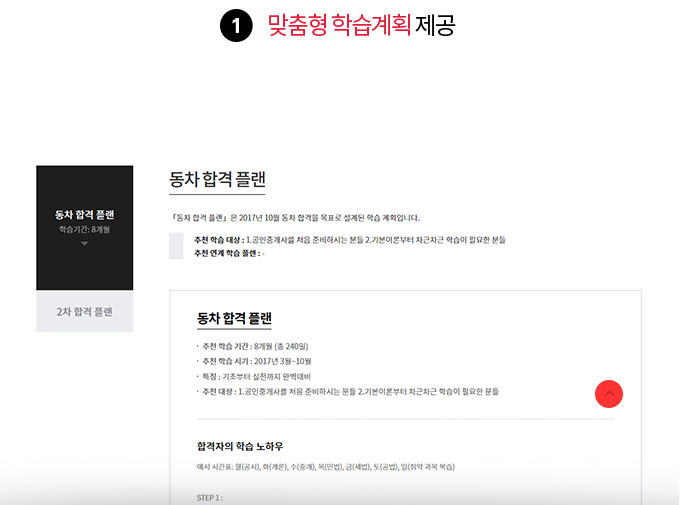 1 맞춤형 학습계획 제공
동차 합격 플랜
학습기간: 8개월
2차 합격 플랜
동차 합격 플랜
「동차 합격 플랜」은 2017년 10월 동차 합격을 목표로 설계된 학습 계획입니다.
추천 학습 대상 : 1.공인중개사를 처음 준비하시는 분들 2.기본이론부터 차근차근 학습이 필요한 분들
추천 연계 학습 플랜 : -
동차 합격 플랜
· 추천 학습 기간 : 8개월 (총 240일)
· 추천 학습 시기 : 2017년 3월~10월
· 특징 : 기초부터 실전까지 완벽대비
· 추천 대상 : 1.공인중개사를 처음 준비하시는 분들 2.기본이론부터 차근차근 학습이 필요한 분들
합격자의 학습 노하우
예시 시간표: 월(공시), 화(개론), 수(중개), 목(민법), 금(세법), 토(공법), 일(취약 과목 복습)
STEP 1 :